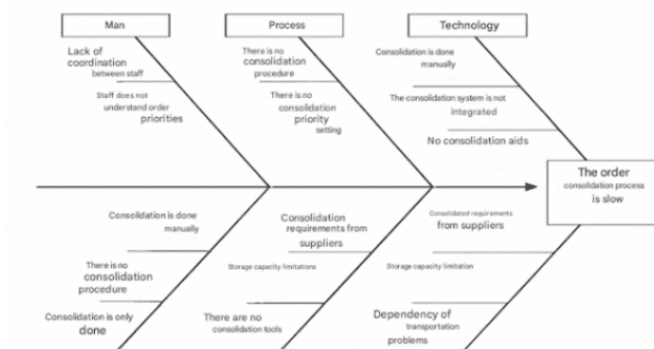 Man
Process
Technology
Lack of
coordination
between staff
Staff does not
understand order
priorities
There is no
consolidation
procedure
There is no
consolidation
priority
setting
Consolidation is done
manually
The consolidation system is not
integrated
No consolidation aids
The order
consolidation process
is slow
Consolidation is done
manually
There is no
consolidation
procedure
Consolidation is only
done
Consolidation
requirements from
suppliers
Storage capacity limitations
There are no
consolidation tools
Consolidated requirements
from suppliers
Storage capacity limitation
Dependency of
transportation
problems